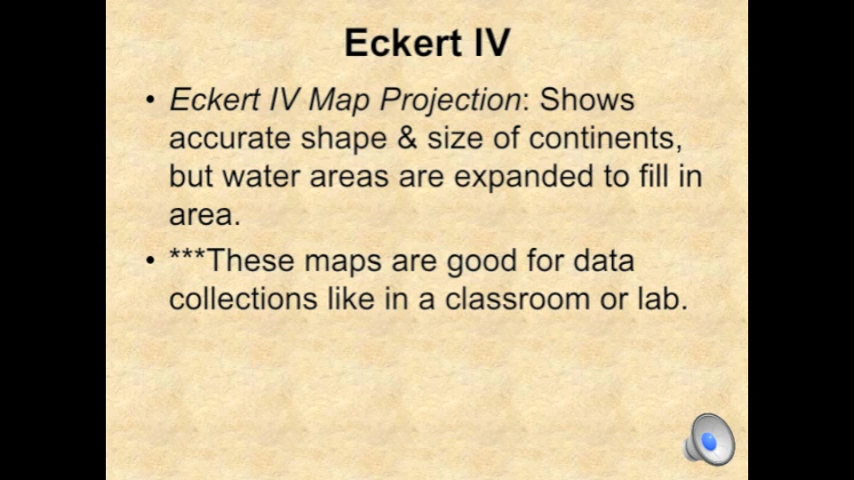 Eckert IV
• Eckert IV Map Projection: Shows
accurate shape & size of continents,
but water areas are expanded to fill in
area.
• ***These maps are good for data
collections like in a classroom or lab.